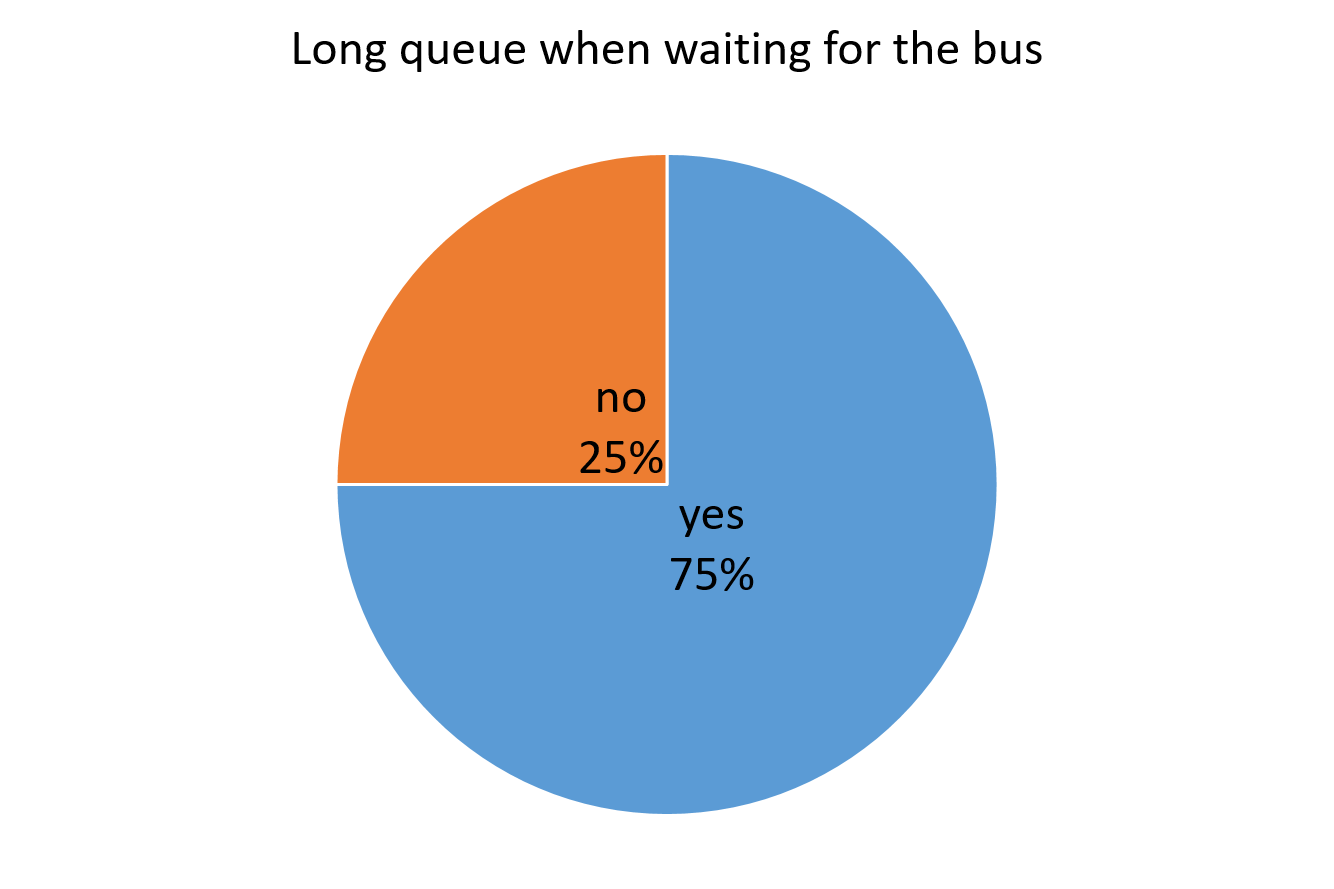 Long queue when waiting for the bus
no
25%
yes
75%